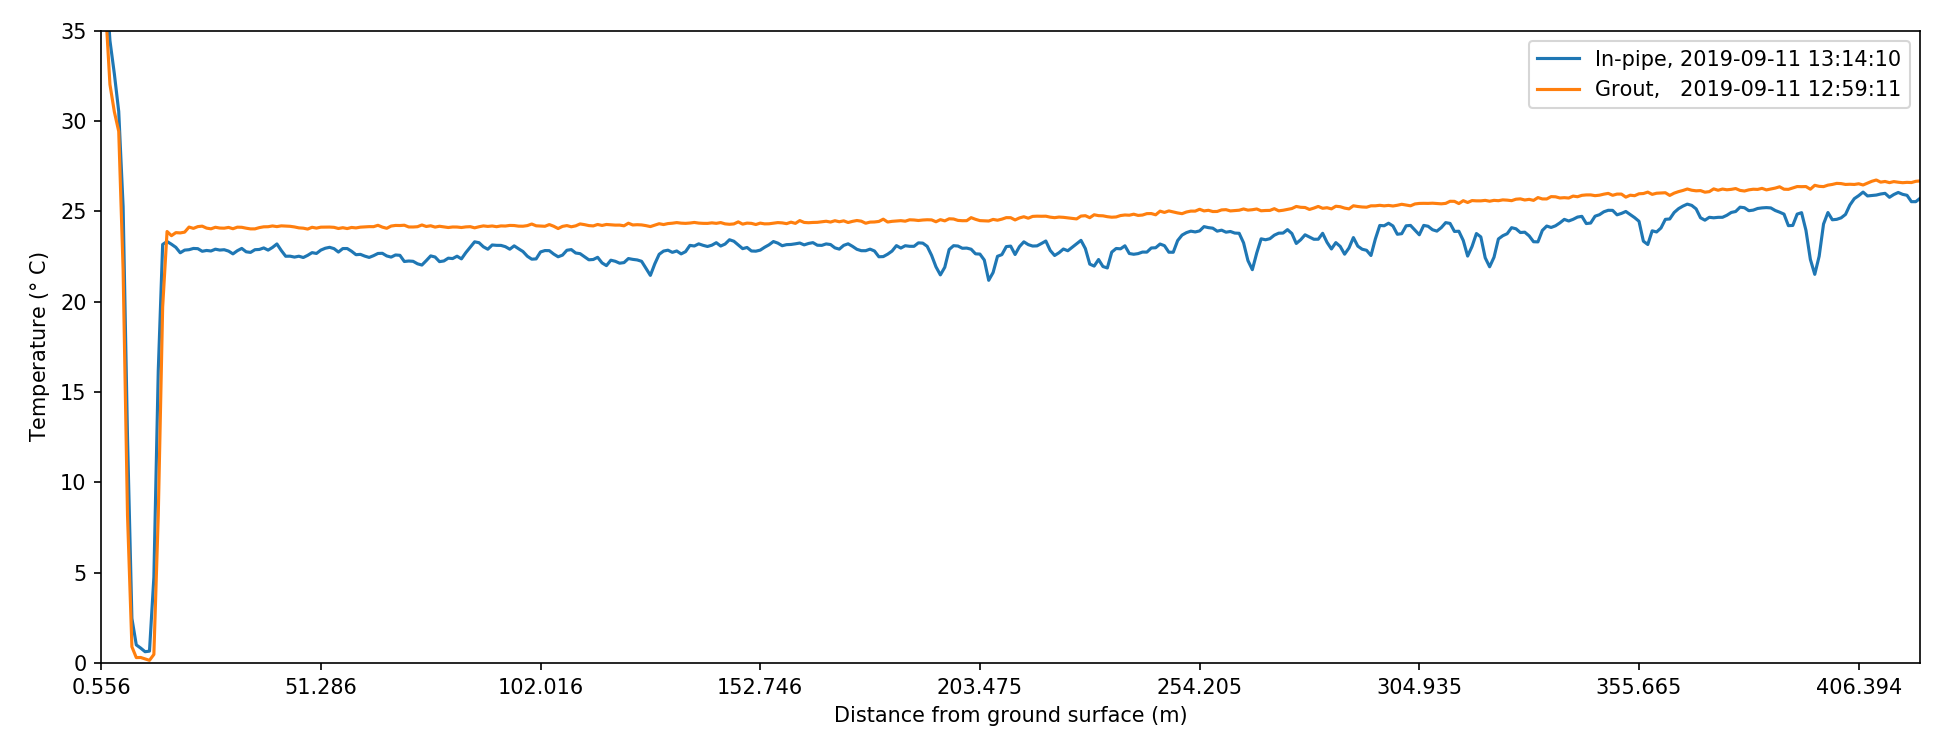 35
30
25
20
15
10
5
0
Temperature (° C)
In-pipe, 2019-09-11 13:14:10
Grout, 2019-09-11 12:59:11
0.556 51.286 102.016 152.746 203.475 254.205 304.935 355.665 406.394
Distance from ground surface (m)